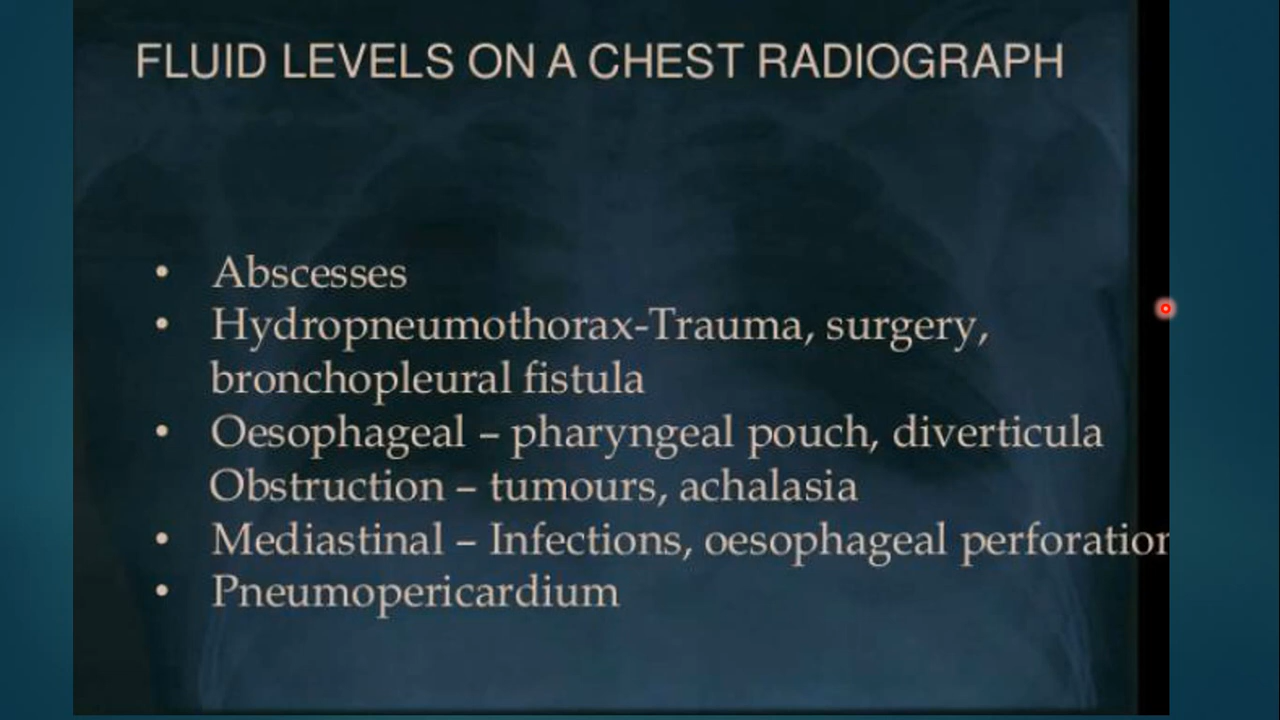 FLUID LEVELS ON A CHEST RADIOGRAPH
• Abscesses
• Hydropneumothorax-Trauma, surgery,
bronchopleural fistula
• Oesophageal – pharyngeal pouch, diverticula
Obstruction – tumours, achalasia
• Mediastinal – Infections, oesophageal perforation
• Pneumopericardium